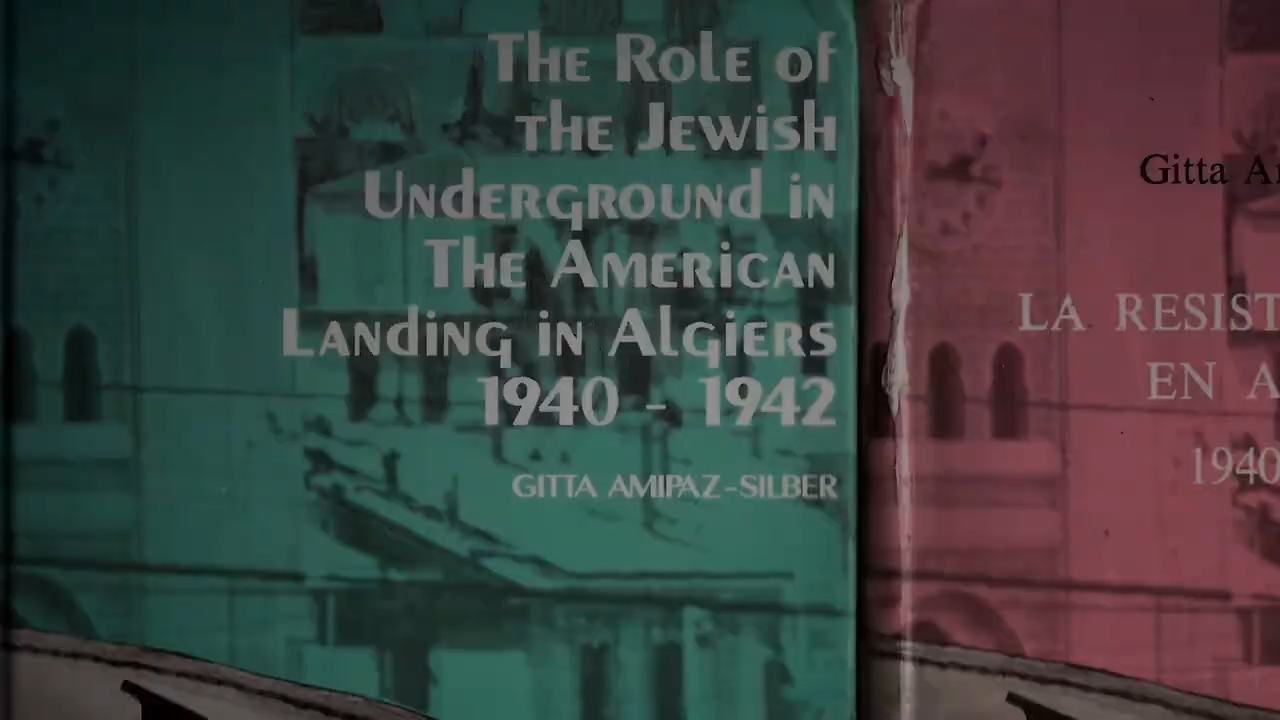 The Role of
the Jewish
Underground in
The American
Landing in Algiers
1940 - 1942
GITTA AMIPAZ-SILBER
Gitta
LA RESIST
EN A
1940